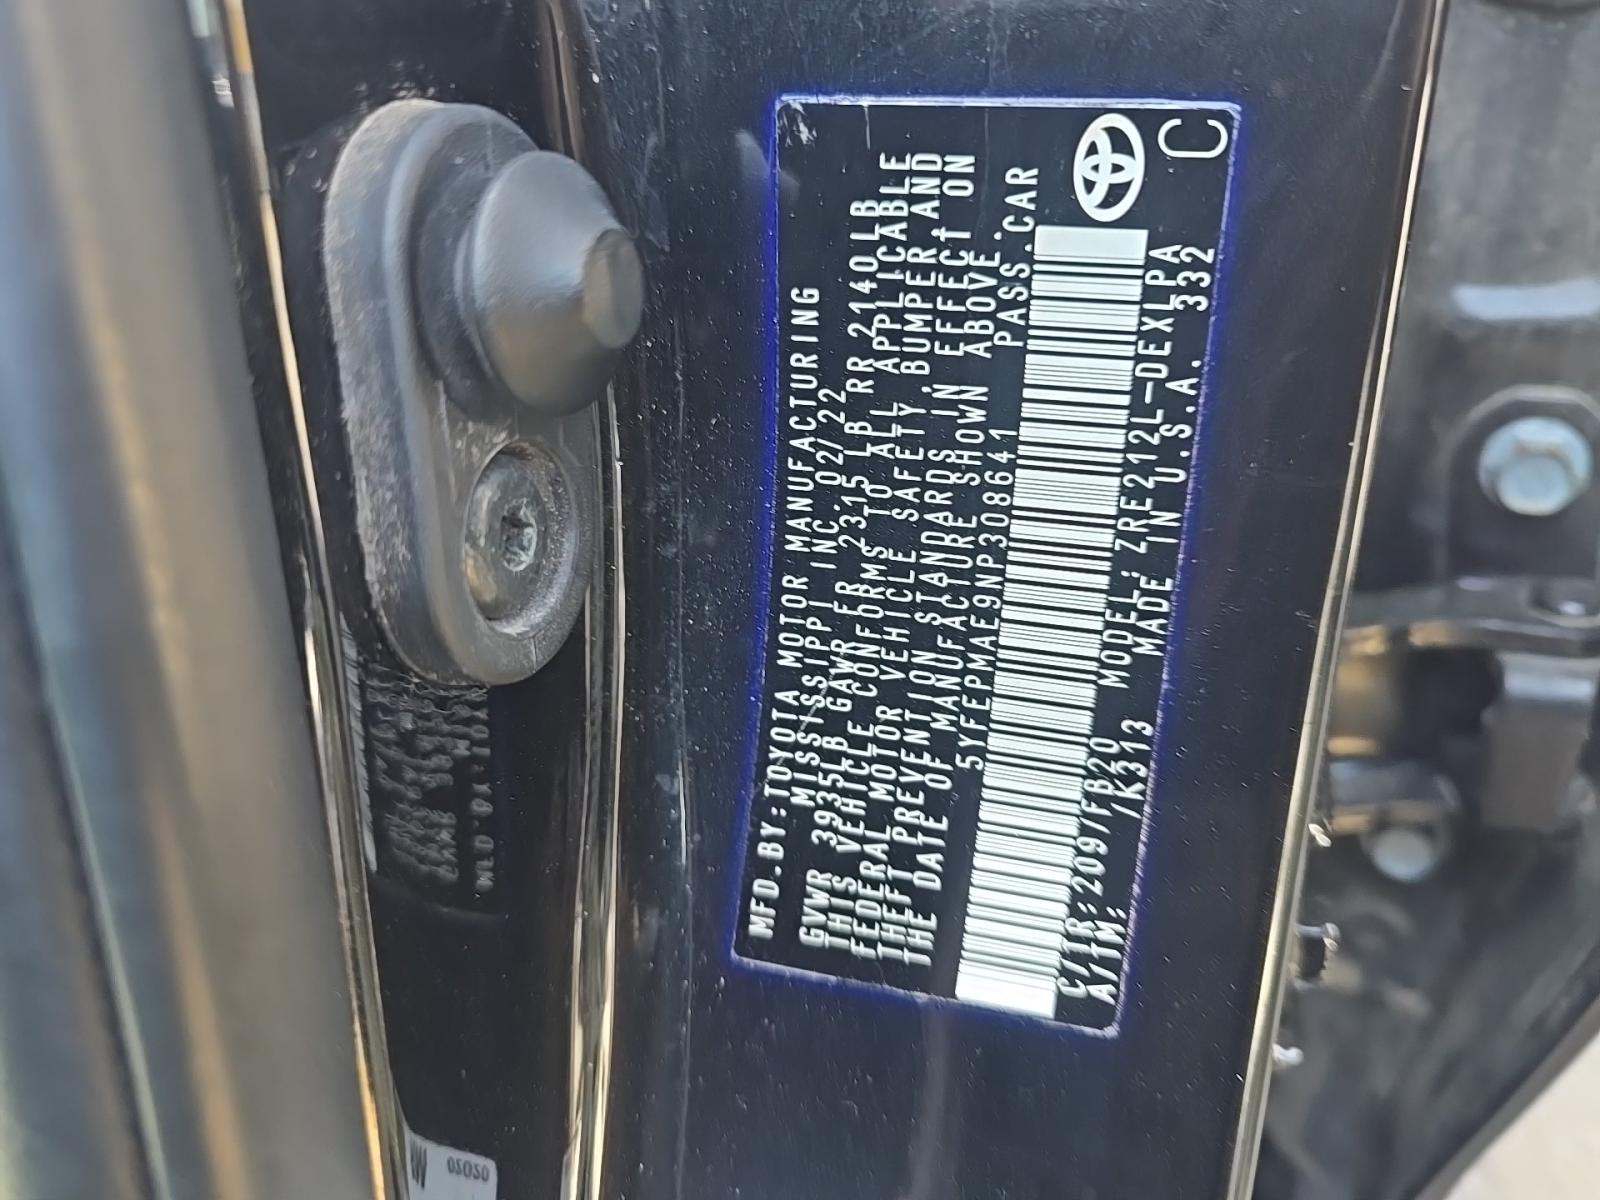 MFD.BY:TOYOTA MOTOR MANUFACTURING
MISSISSIPPI INC. 02/22
GVWR 3935LB GAWR FR 2315 LB RR 2140LB
THIS VEHICLE CONFORMS TO ALL APPLICABLE
FEDERAL MOTOR VEHICLE SAFETY, BUMPER, AND
THEFT PREVENTION STANDARDS IN EFFECT ON
THE DATE OF MANUFACTURE SHOWN ABOVE.
5YFEPMAE9NP308641 PASS.CAR
C/TR:209/FB20 MODEL: ZRE212L-DEXLPA
A/TM: /K313 MADE IN U.S.A. 332
C